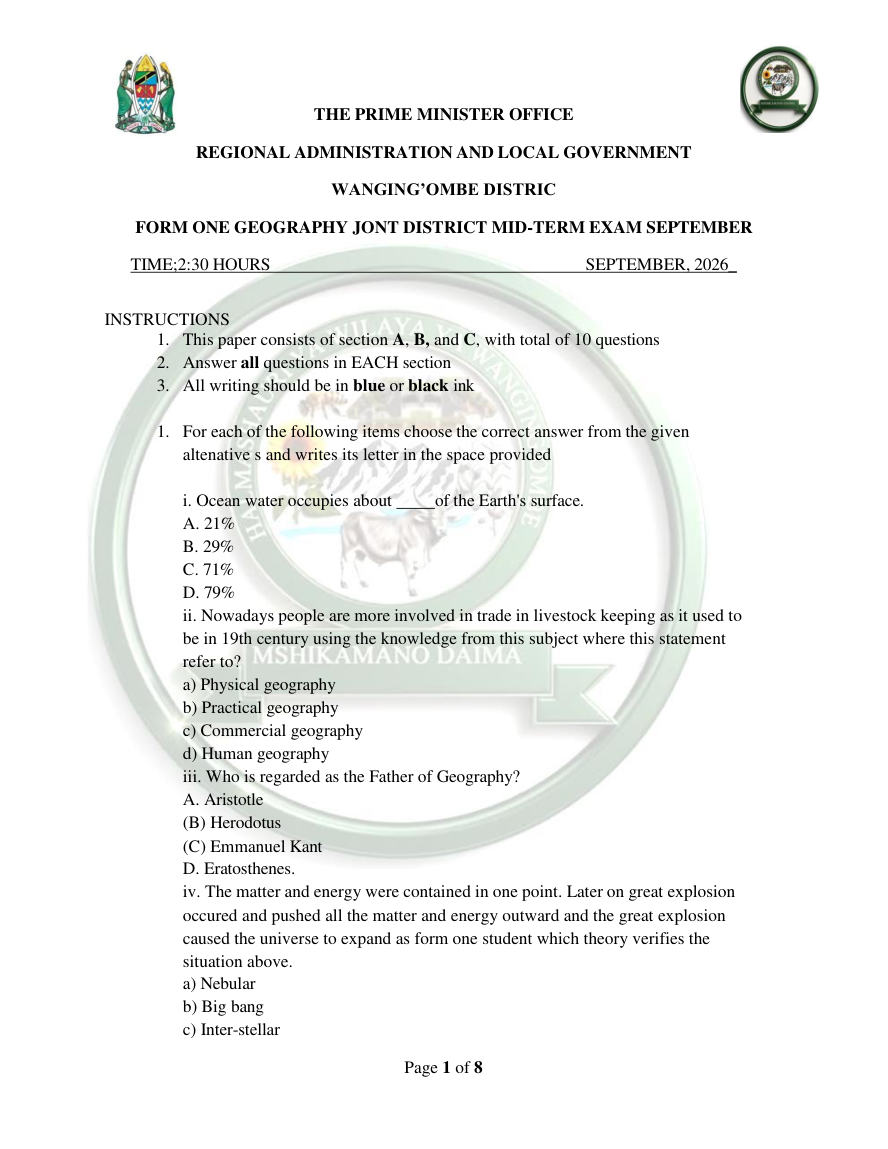 THE PRIME MINISTER OFFICE
REGIONAL ADMINISTRATION AND LOCAL GOVERNMENT
WANGING’OMBE DISTRIC
FORM ONE GEOGRAPHY JONT DISTRICT MID-TERM EXAM SEPTEMBER
TIME;2:30 HOURS SEPTEMBER, 2026_
INSTRUCTIONS
1. This paper consists of section A, B, and C, with total of 10 questions
2. Answer all questions in EACH section
3. All writing should be in blue or black ink
1. For each of the following items choose the correct answer from the given
altenative s and writes its letter in the space provided
i. Ocean water occupies about _____of the Earth's surface.
A. 21%
B. 29%
C. 71%
D. 79%
ii. Nowadays people are more involved in trade in livestock keeping as it used to
be in 19th century using the knowledge from this subject where this statement
refer to?
MSHIKAMANO DAIMA
a) Physical geography
b) Practical geography
c) Commercial geography
d) Human geography
iii. Who is regarded as the Father of Geography?
A. Aristotle
(B) Herodotus
(C) Emmanuel Kant
D. Eratosthenes.
iv. The matter and energy were contained in one point. Later on great explosion
occured and pushed all the matter and energy outward and the great explosion
caused the universe to expand as form one student which theory verifies the
situation above.
a) Nebular
b) Big bang
c) Inter-stellar
Page 1 of 8